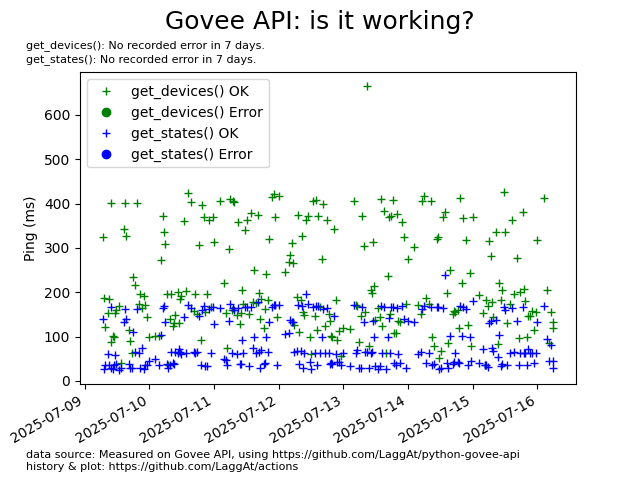 Govee API: is it working?
get_devices(): No recorded error in 7 days.
get_states(): No recorded error in 7 days.
get_devices() OK
get_devices() Error
get_states() OK
get_states() Error
Ping (ms)
600
500
400
300
200
100
0
2025-07-09
2025-07-10
2025-07-11
2025-07-12
2025-07-13
2025-07-14
2025-07-15
2025-07-16
data source: Measured on Govee API, using https://github.com/LaggAt/python-govee-api
history & plot: https://github.com/LaggAt/actions